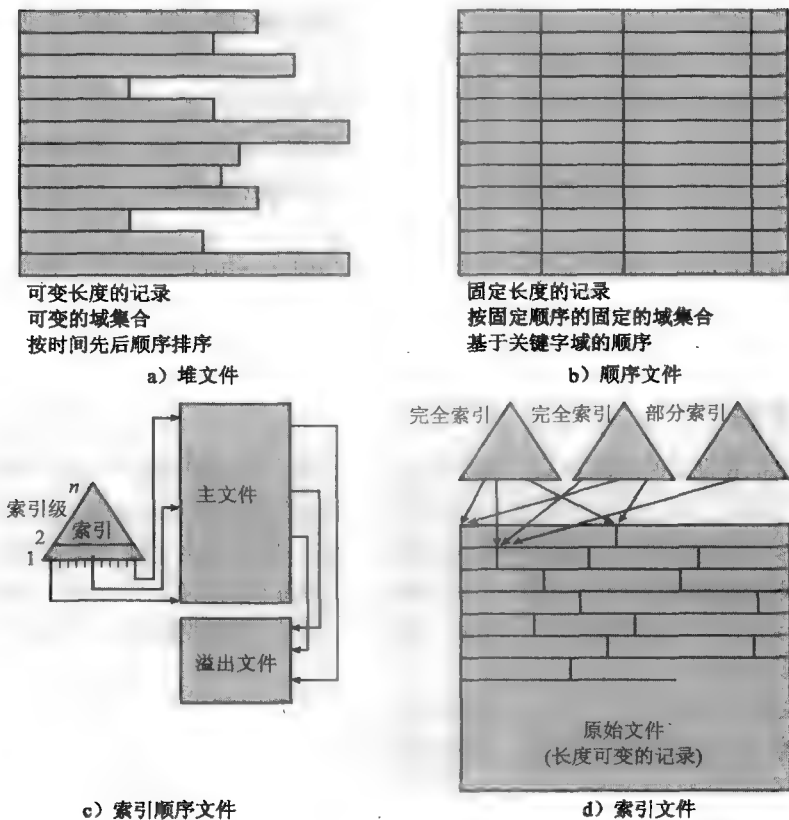 可变长度的记录
可变的域集合
按时间先后顺序排序
a）堆文件
固定长度的记录
按固定顺序的固定的域集合
基于关键字域的顺序
b）顺序文件
n
索引级
2
索引
1
主文件
溢出文件
c）索引顺序文件
完全索引
完全索引
部分索引
原始文件
(长度可变的记录)
d）索引文件